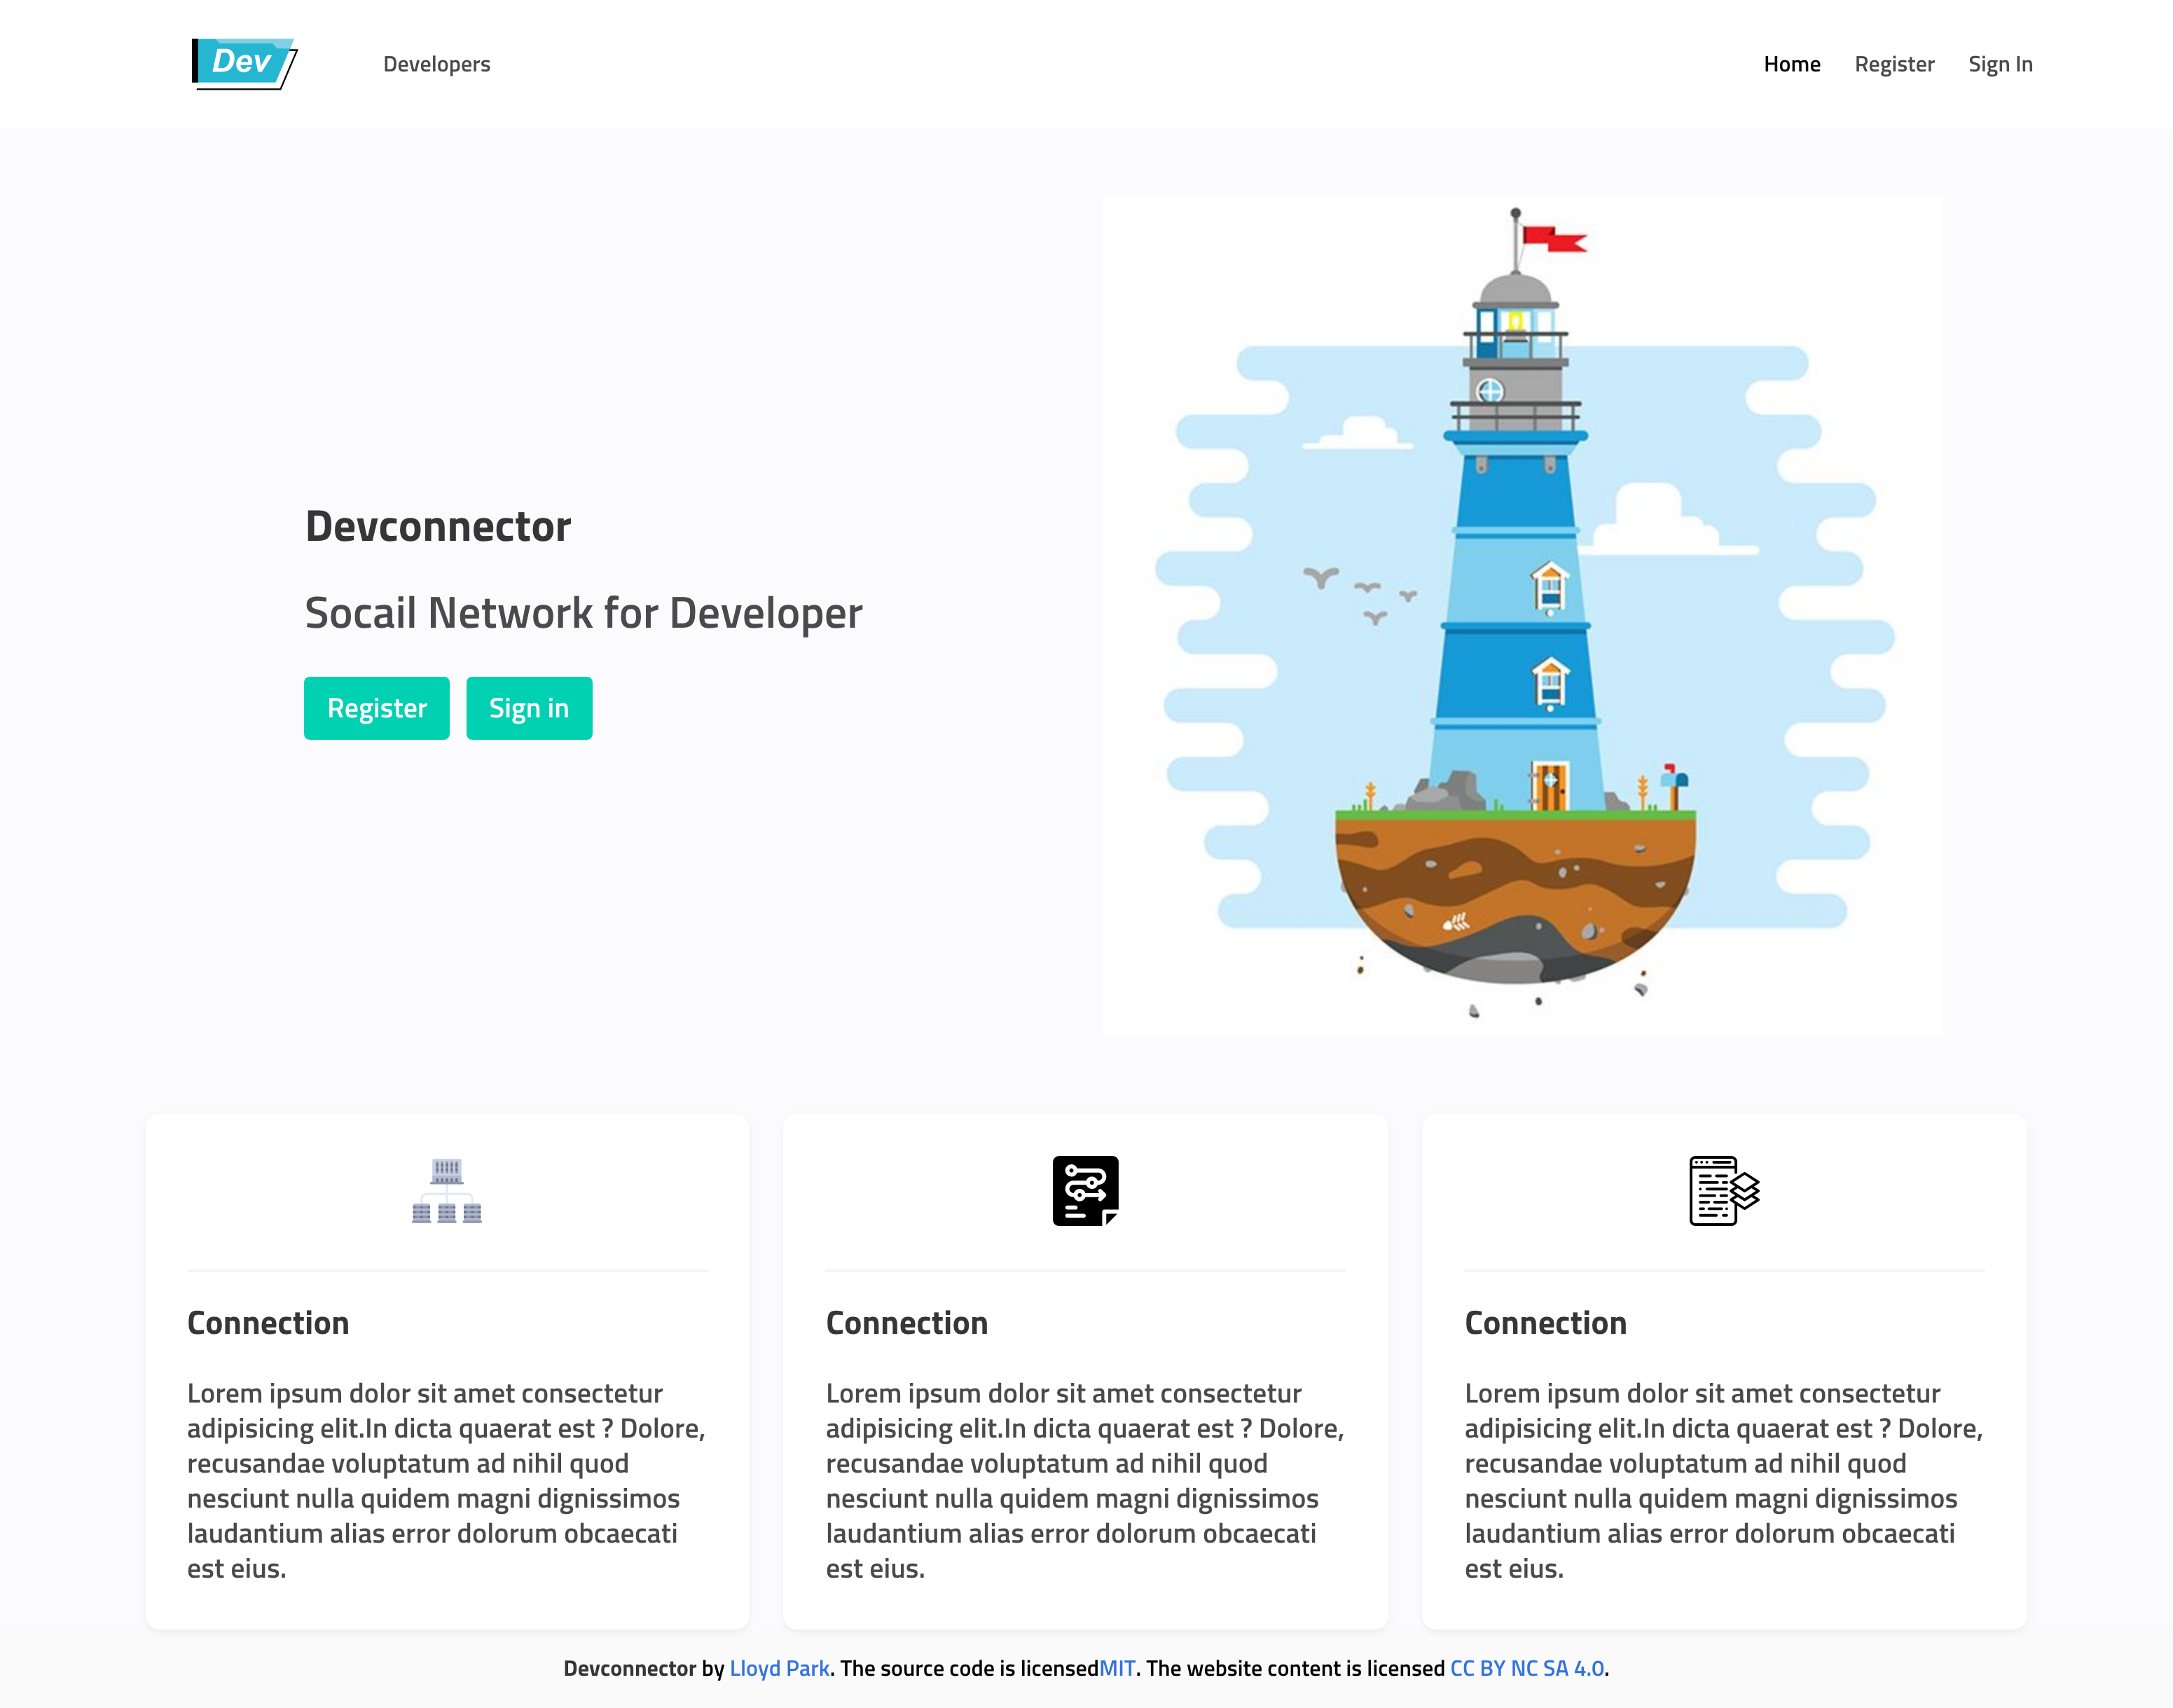 Dev
Developers
Home
Register
Sign In
Devconnector
Socail Network for Developer
Register
Sign in
Connection
Lorem ipsum dolor sit amet consectetur
adipisicing elit.In dicta quaerat est ? Dolore,
recusandae voluptatum ad nihil quod
nesciunt nulla quidem magni dignissimos
laudantium alias error dolorum obcaecati
est eius.
Connection
Lorem ipsum dolor sit amet consectetur
adipisicing elit.In dicta quaerat est ? Dolore,
recusandae voluptatum ad nihil quod
nesciunt nulla quidem magni dignissimos
laudantium alias error dolorum obcaecati
est eius.
Connection
Lorem ipsum dolor sit amet consectetur
adipisicing elit.In dicta quaerat est ? Dolore,
recusandae voluptatum ad nihil quod
nesciunt nulla quidem magni dignissimos
laudantium alias error dolorum obcaecati
est eius.
Devconnector by Lloyd Park. The source code is licensedMIT. The website content is licensed CC BY NC SA 4.0.